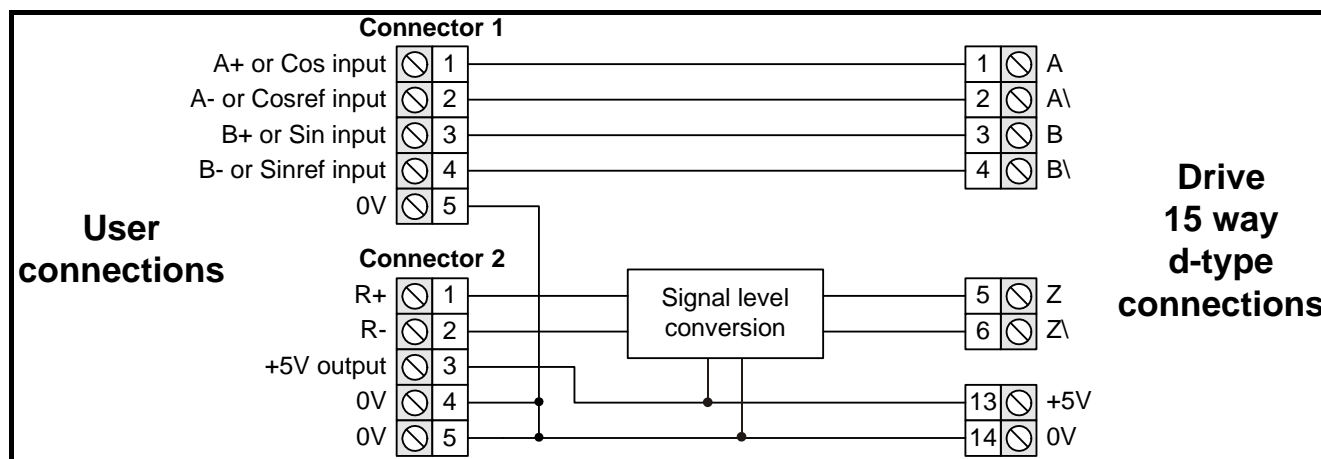 Connector 1
A+ or Cos input 1 1 A
A- or Cosref input 2 2 A\
B+ or Sin input 3 3 B
B- or Sinref input 4 4 B\
0V 5
User
connections
Drive
15 way
d-type
connections
Connector 2
R+ 1 Signal level 5 Z
R- 2 conversion 6 Z\
+5V output 3
0V 4 13 +5V
0V 5 14 0V